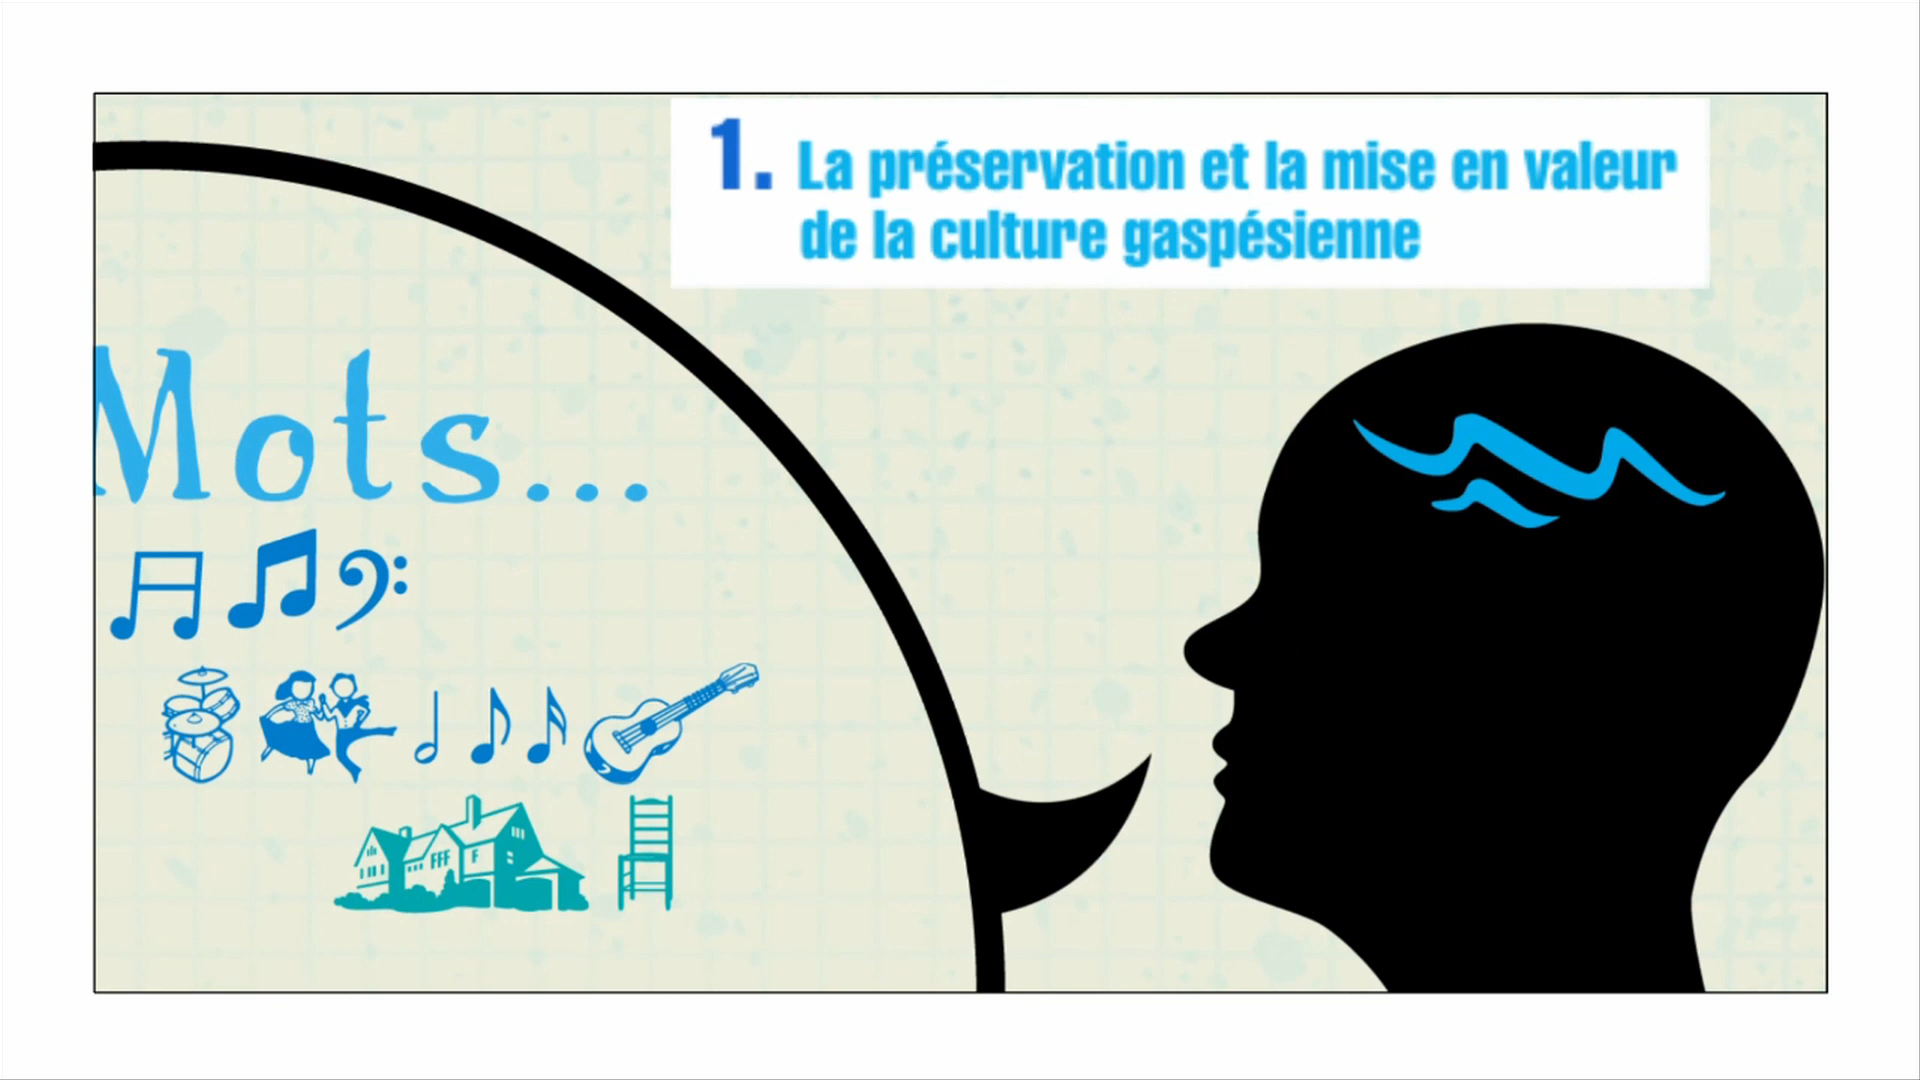 1. La préservation et la mise en valeur
de la culture gaspésienne
Mots...